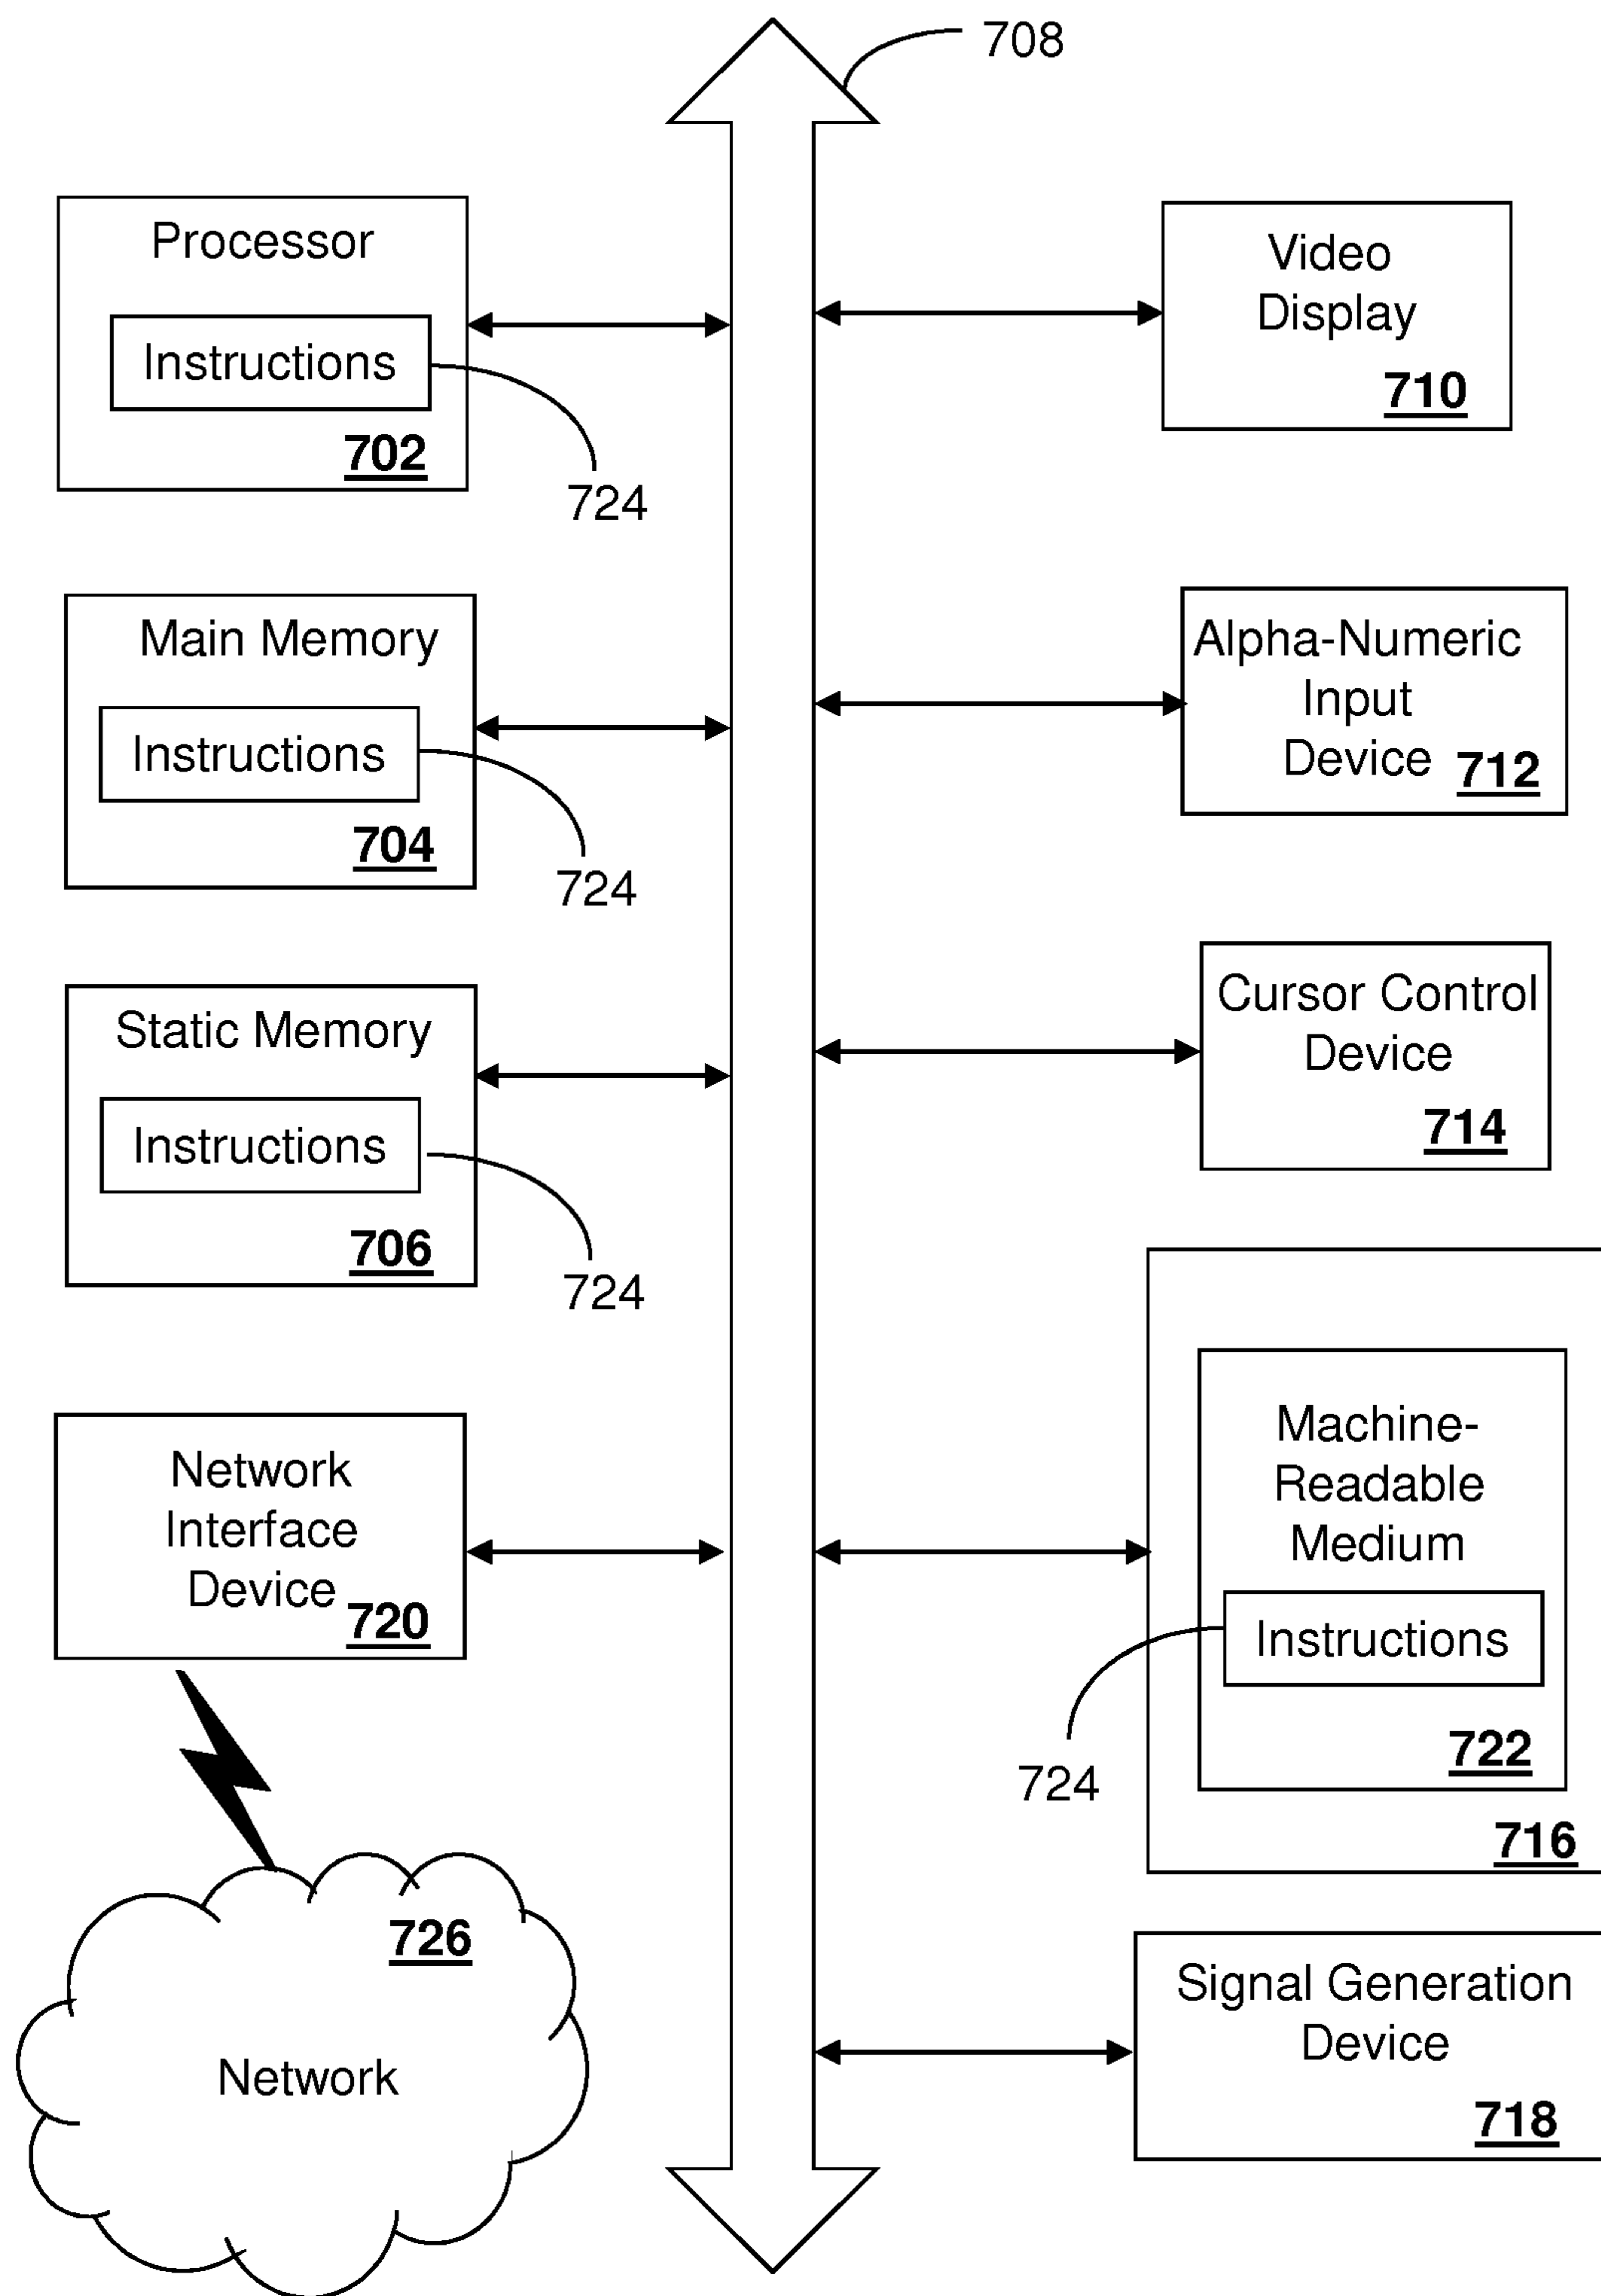 708
Processor
Instructions
702
724
Main Memory
Instructions
704
724
Static Memory
Instructions
706
724
Network
Interface
Device
720
726
Network
Video
Display
710
Alpha-Numeric
Input
Device
712
Cursor Control
Device
714
Machine-
Readable
Medium
Instructions
722
724
716
Signal Generation
Device
718